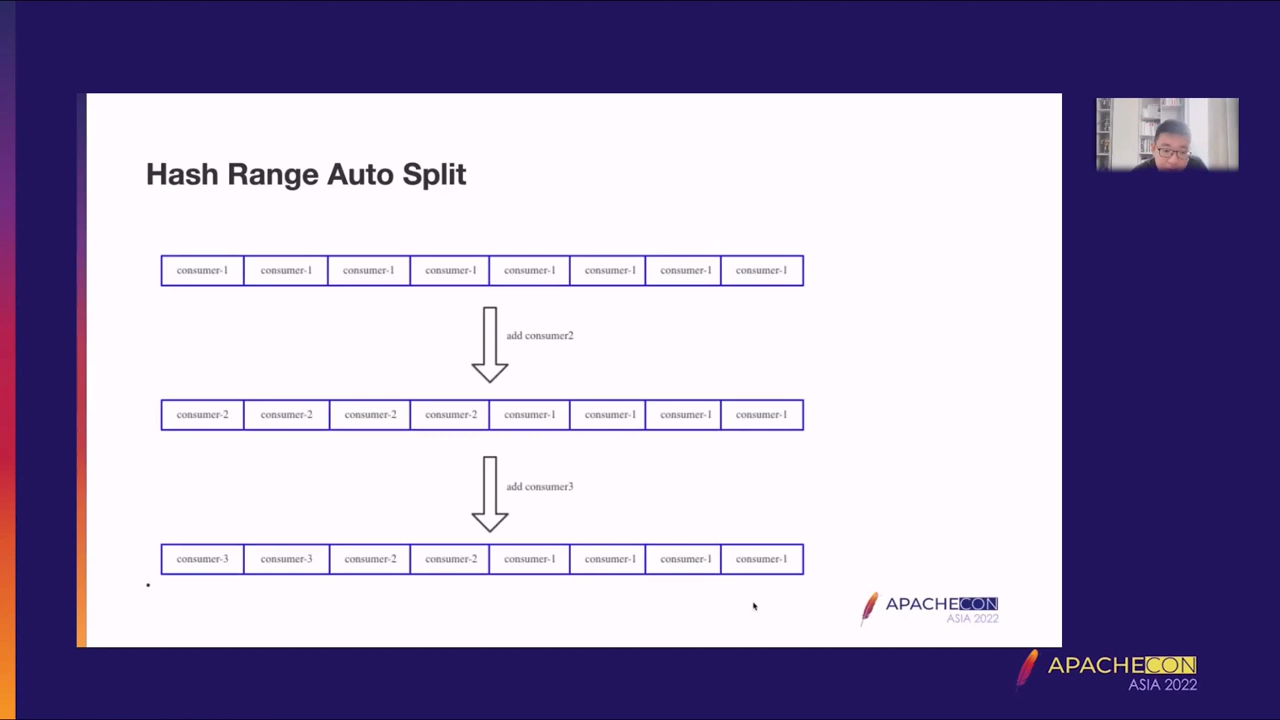 Hash Range Auto Split
consumer-1 consumer-1 consumer-1 consumer-1 consumer-1 consumer-1 consumer-1 consumer-1
add consumer2
consumer-2 consumer-2 consumer-2 consumer-2 consumer-1 consumer-1 consumer-1 consumer-1
add consumer3
consumer-3 consumer-3 consumer-2 consumer-2 consumer-1 consumer-1 consumer-1 consumer-1
APACHECON
ASIA 2022
APACHECON
ASIA 2022